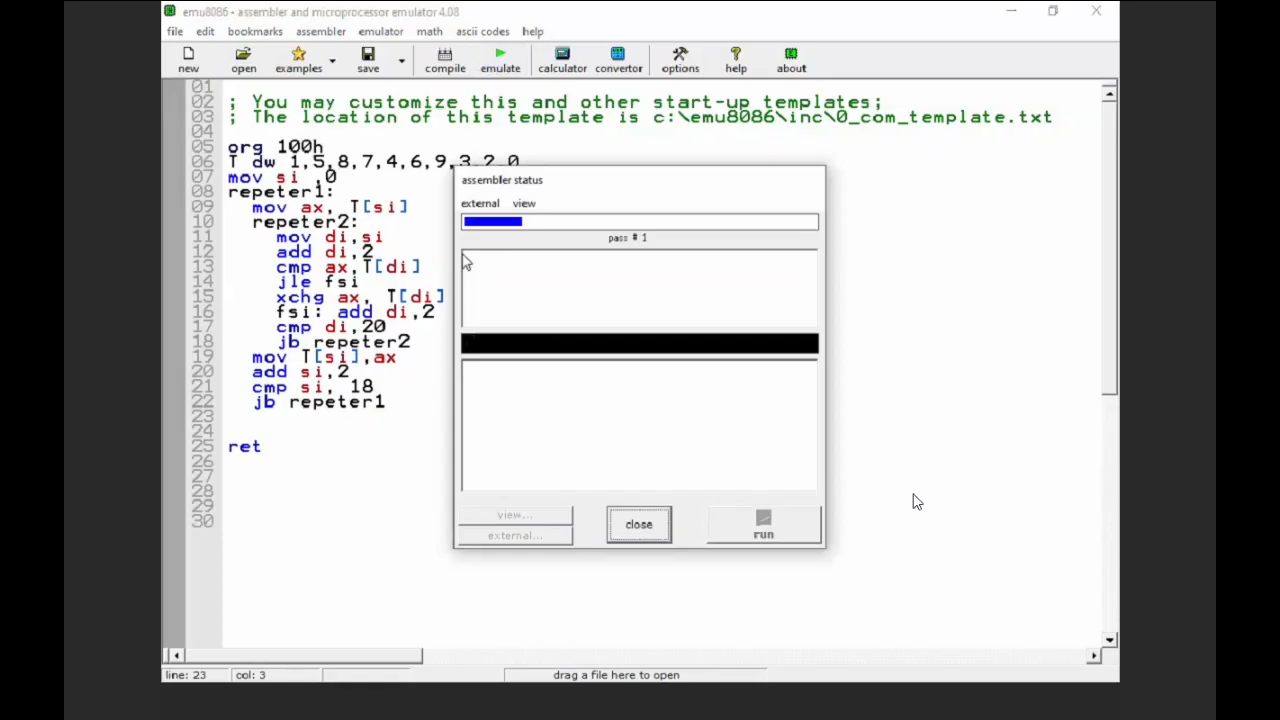 emu8086 - assembler and microprocessor emulator 4.08
file edit bookmarks assembler emulator math ascii codes help
new open examples save compile emulate calculator convertor options help about
01
02 ; You may customize this and other start-up templates;
03 ; The location of this template is c:\emu8086\inc\0_com_template.txt
04
05 org 100h
06 T dw 1,5,8,7,4,6,9,3,2,0
07 mov si ,0
08 repeter1:
09 mov ax, T[si]
10 repeter2:
11 mov di,si
12 add di,2
13 cmp ax,T[di]
14 jle fsi
15 xchg ax, T[di]
16 fsi: add di,2
17 cmp di,20
18 jb repeter2
19 mov T[si],ax
20 add si,2
21 cmp si, 18
22 jb repeter1
23
24
25 ret
26
27
28
29
30
assembler status
external view
pass # 1
view...
external...
close
run
line: 23 col: 3 drag a file here to open